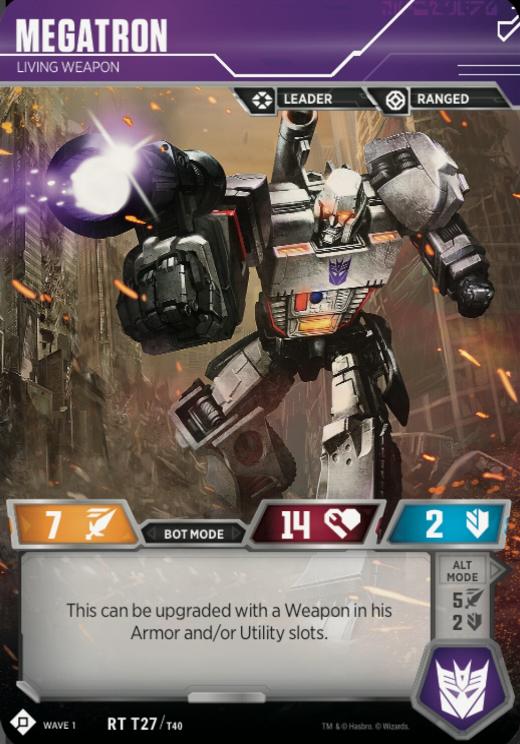 MEGATRON
LIVING WEAPON
LEADER RANGED
7 BOT MODE 14 2
ALT
MODE
5
2
This can be upgraded with a Weapon in his
Armor and/or Utility slots.
WAVE 1 RT T27/T40 TM & © Hasbro. © Wizards.